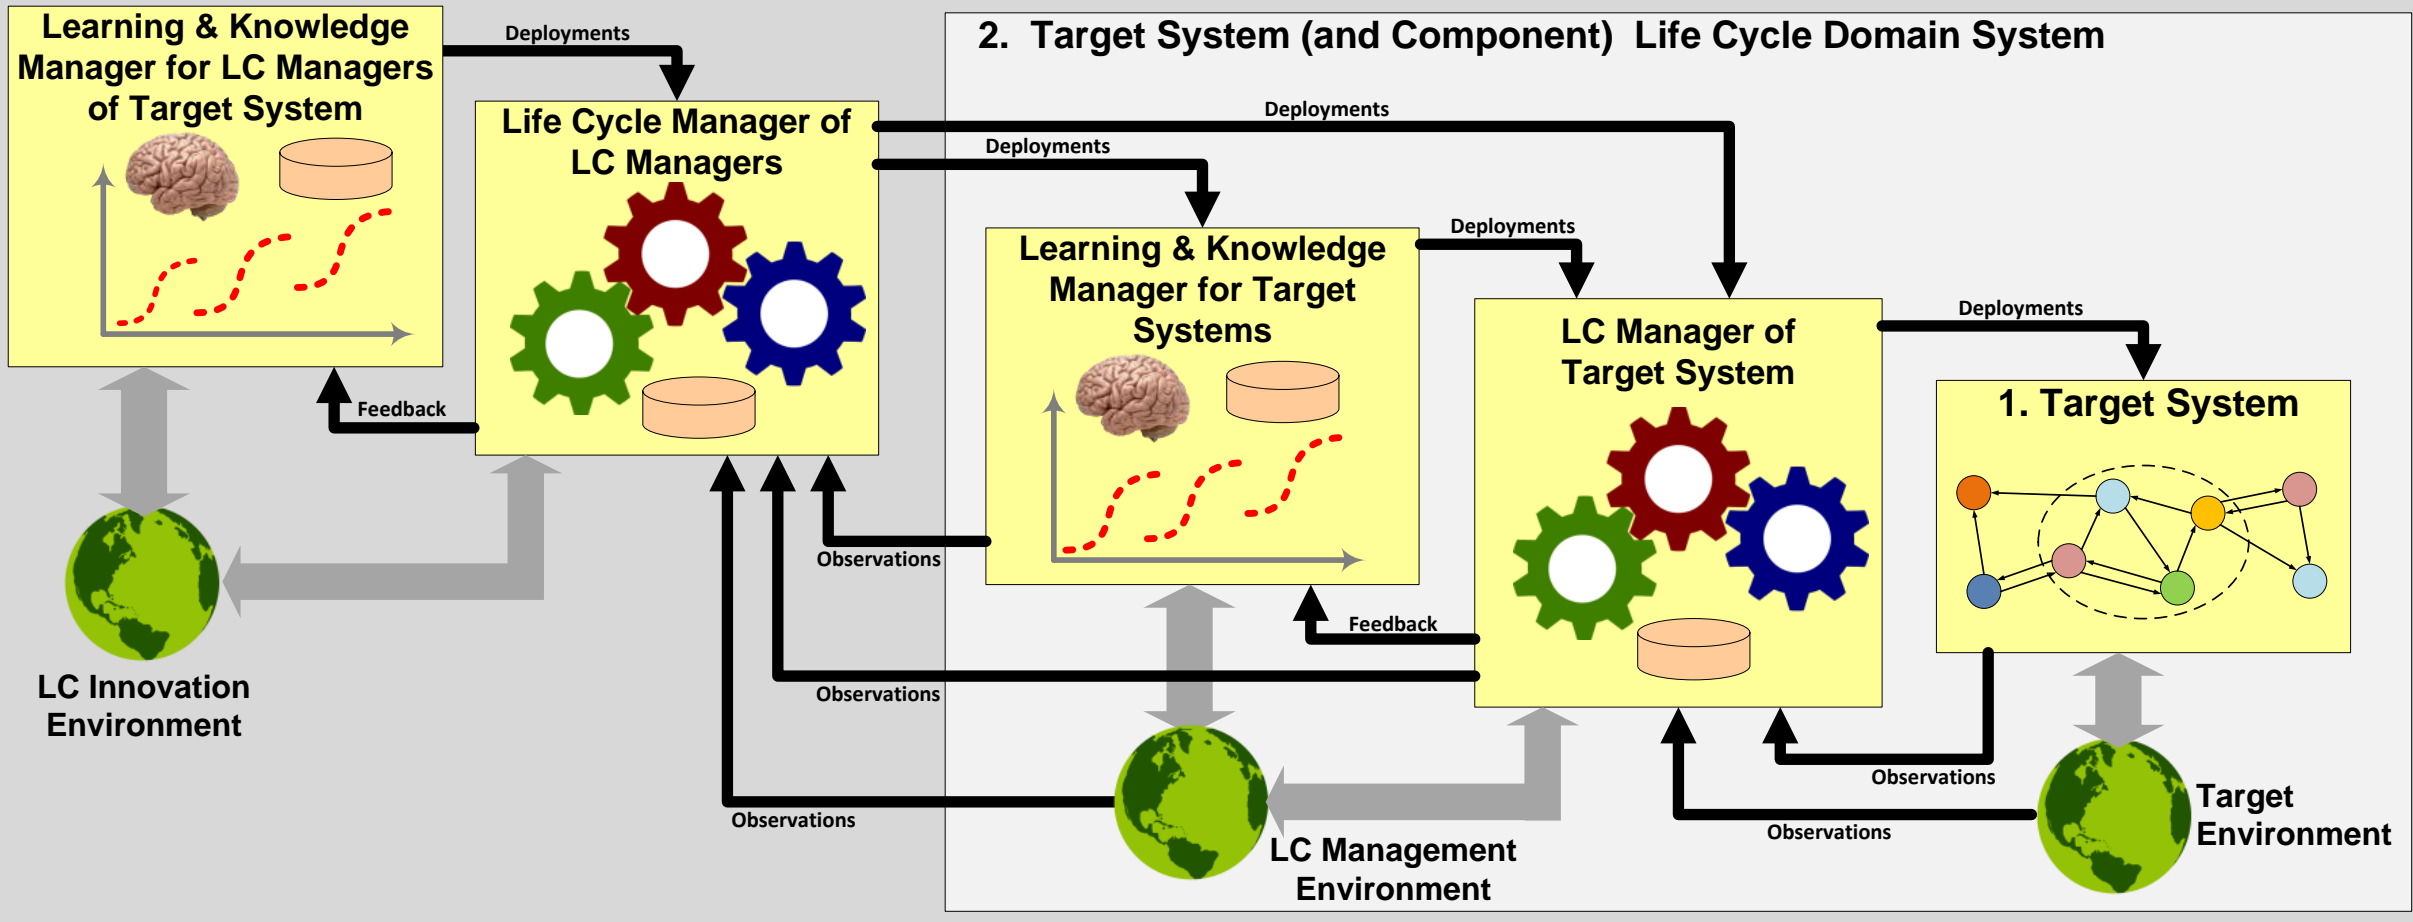 Learning & Knowledge
Manager for LC Managers
of Target System
Deployments
2.  Target System (and Component)  Life Cycle Domain System
Life Cycle Manager of
LC Managers
Deployments
Deployments
Learning & Knowledge
Manager for Target
Systems
Deployments
LC Manager of
Target System
Deployments
1. Target System
Feedback
Observations
Feedback
Observations
Observations
Observations
Observations
LC Innovation
Environment
LC Management
Environment
Target
Environment